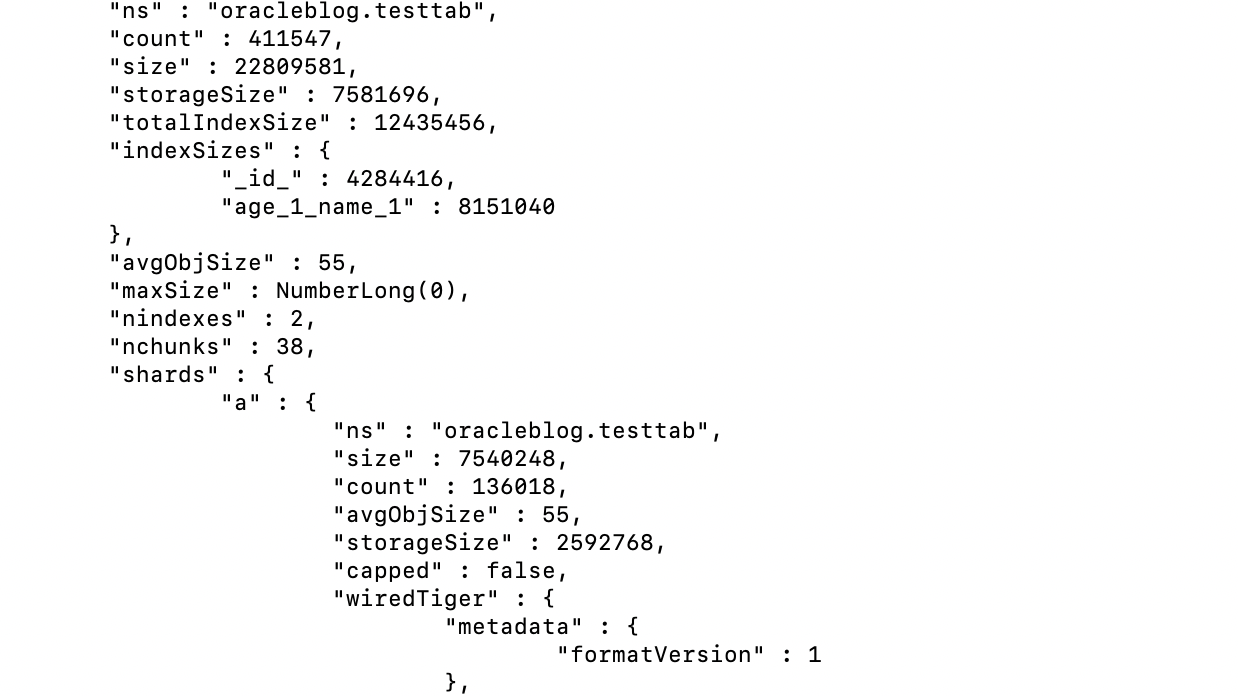 "ns" : "oracleblog.testtab",
"count" : 411547,
"size" : 22809581,
"storageSize" : 7581696,
"totalIndexSize" : 12435456,
"indexSizes" : {
"_id_" : 4284416,
"age_1_name_1" : 8151040
},
"avgObjSize" : 55,
"maxSize" : NumberLong(0),
"nindexes" : 2,
"nchunks" : 38,
"shards" : {
"a" : {
"ns" : "oracleblog.testtab",
"size" : 7540248,
"count" : 136018,
"avgObjSize" : 55,
"storageSize" : 2592768,
"capped" : false,
"wiredTiger" : {
"metadata" : {
"formatVersion" : 1
},